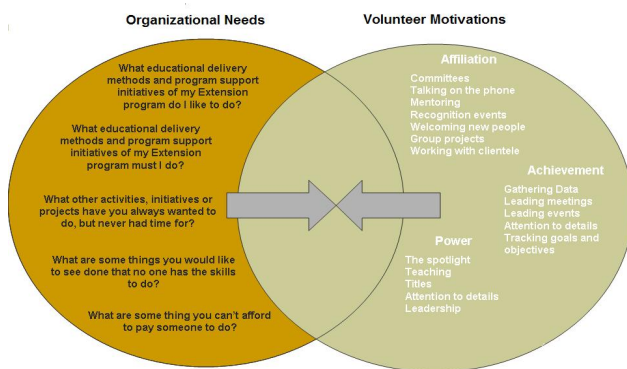 Organizational Needs
Volunteer Motivations
What educational delivery
methods and program support
initiatives of my Extension
program do I like to do?
What educational delivery
methods and program support
initiatives of my Extension
program must I do?
What other activities, initiatives or
projects have you always wanted to
do, but never had time for?
What are some things you would like
to see done that no one has the skills
to do?
What are some thing you can't afford
to pay someone to do?
Affiliation
Committees
Talking on the phone
Mentoring
Recognition events
Welcoming new people
Group projects
Working with clientele
Achievement
Gathering Data
Leading meetings
Leading events
Attention to details
Tracking goals and
objectives
Power
The spotlight
Teaching
Titles
Attention to details
Leadership